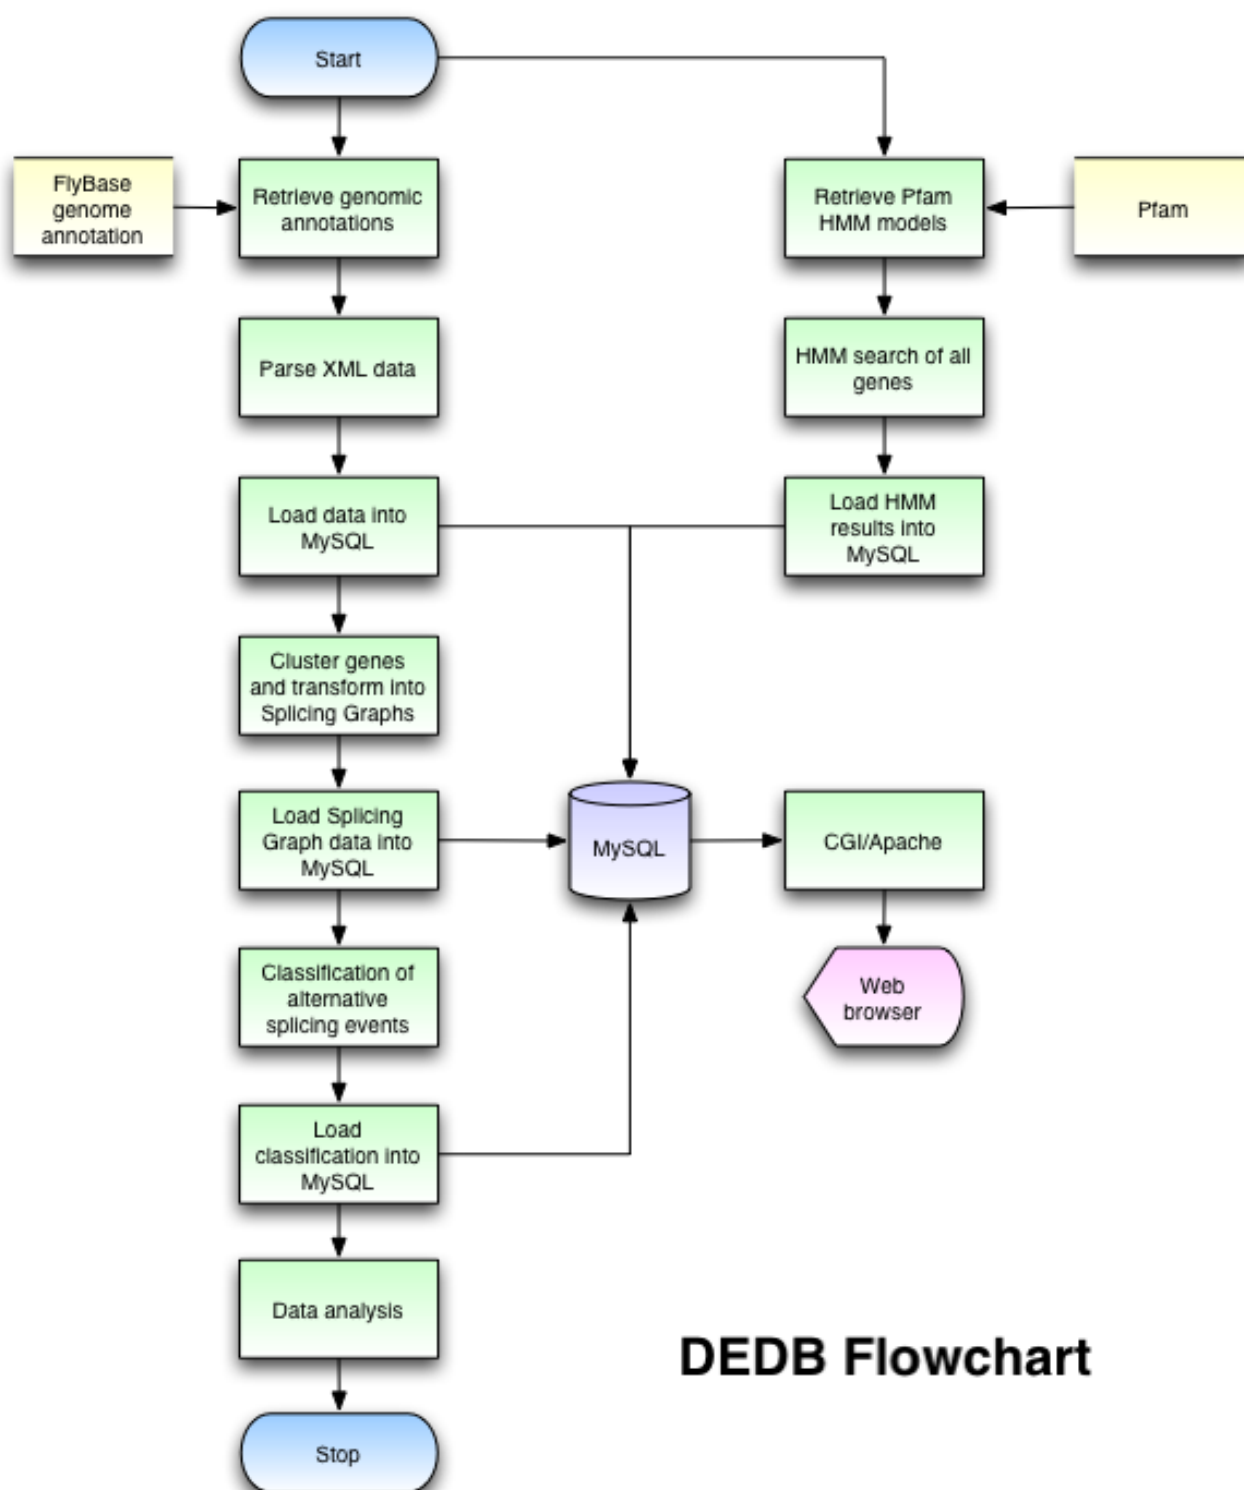 Start
FlyBase
genome
annotation
Retrieve genomic
annotations
Retrieve Pfam
HMM models
Pfam
Parse XML data
HMM search of all
genes
Load data into
MySQL
Load HMM
results into
MySQL
Cluster genes
and transform into
Splicing Graphs
Load Splicing
Graph data into
MySQL
MySQL
CGI/Apache
Classification of
alternative
splicing events
Web
browser
Load
classification into
MySQL
Data analysis
DEDB Flowchart
Stop